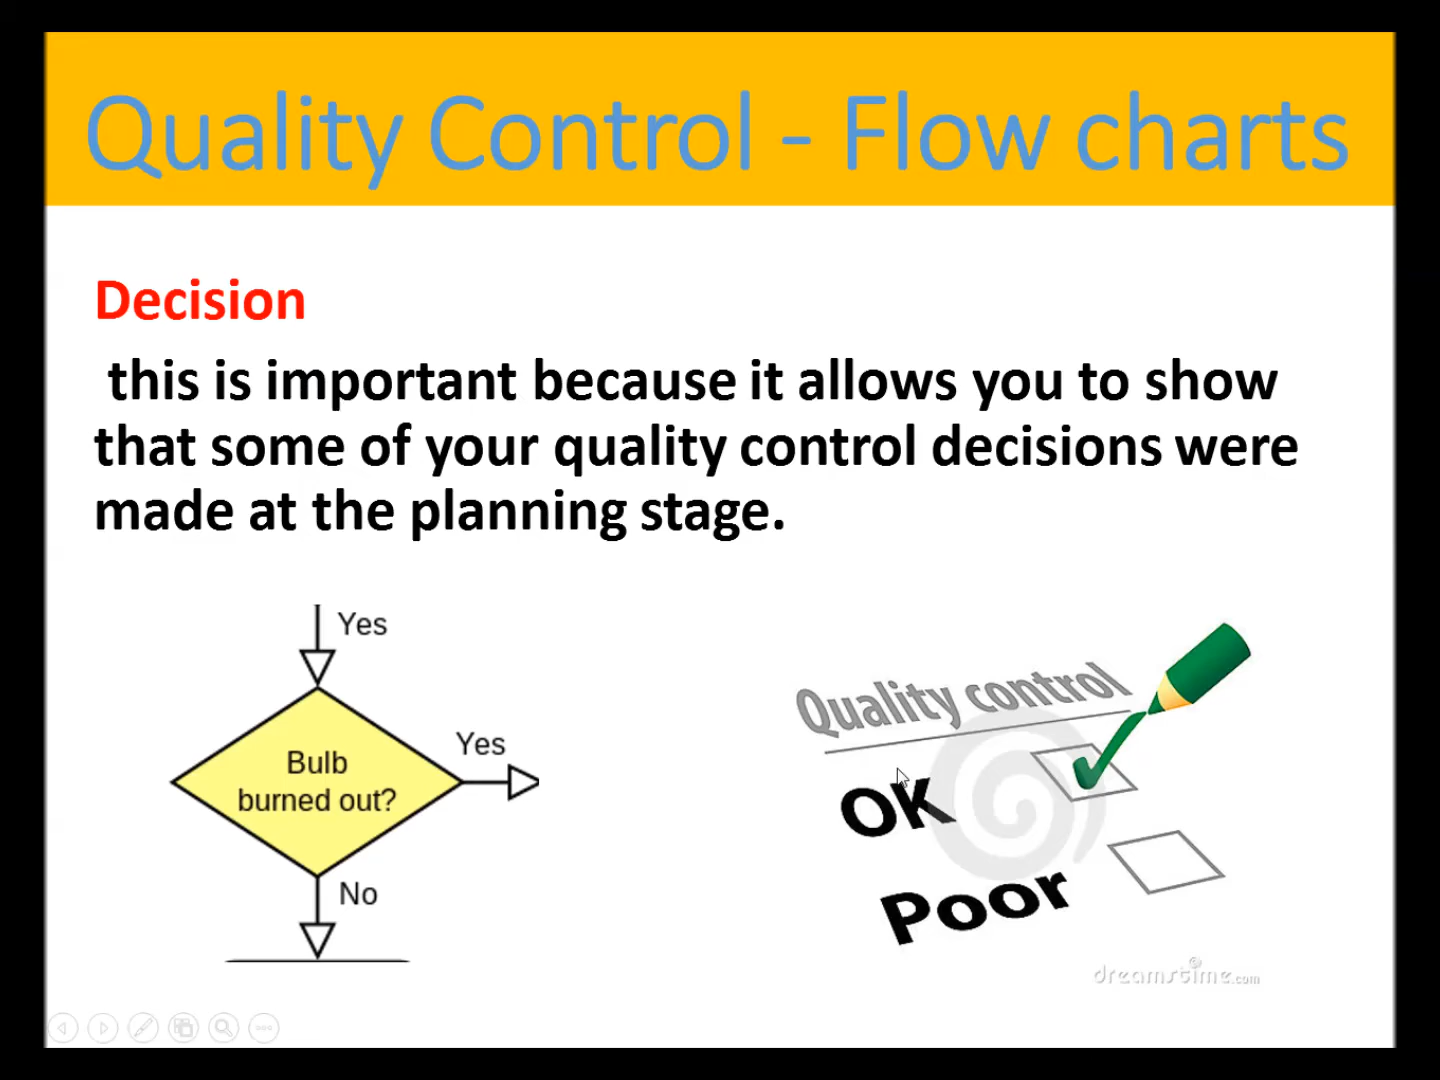 Quality Control - Flow charts
Decision
this is important because it allows you to show
that some of your quality control decisions were
made at the planning stage.
Yes
Bulb
burned out?
Yes
No
Quality control
OK
Poor
dreamstime.com